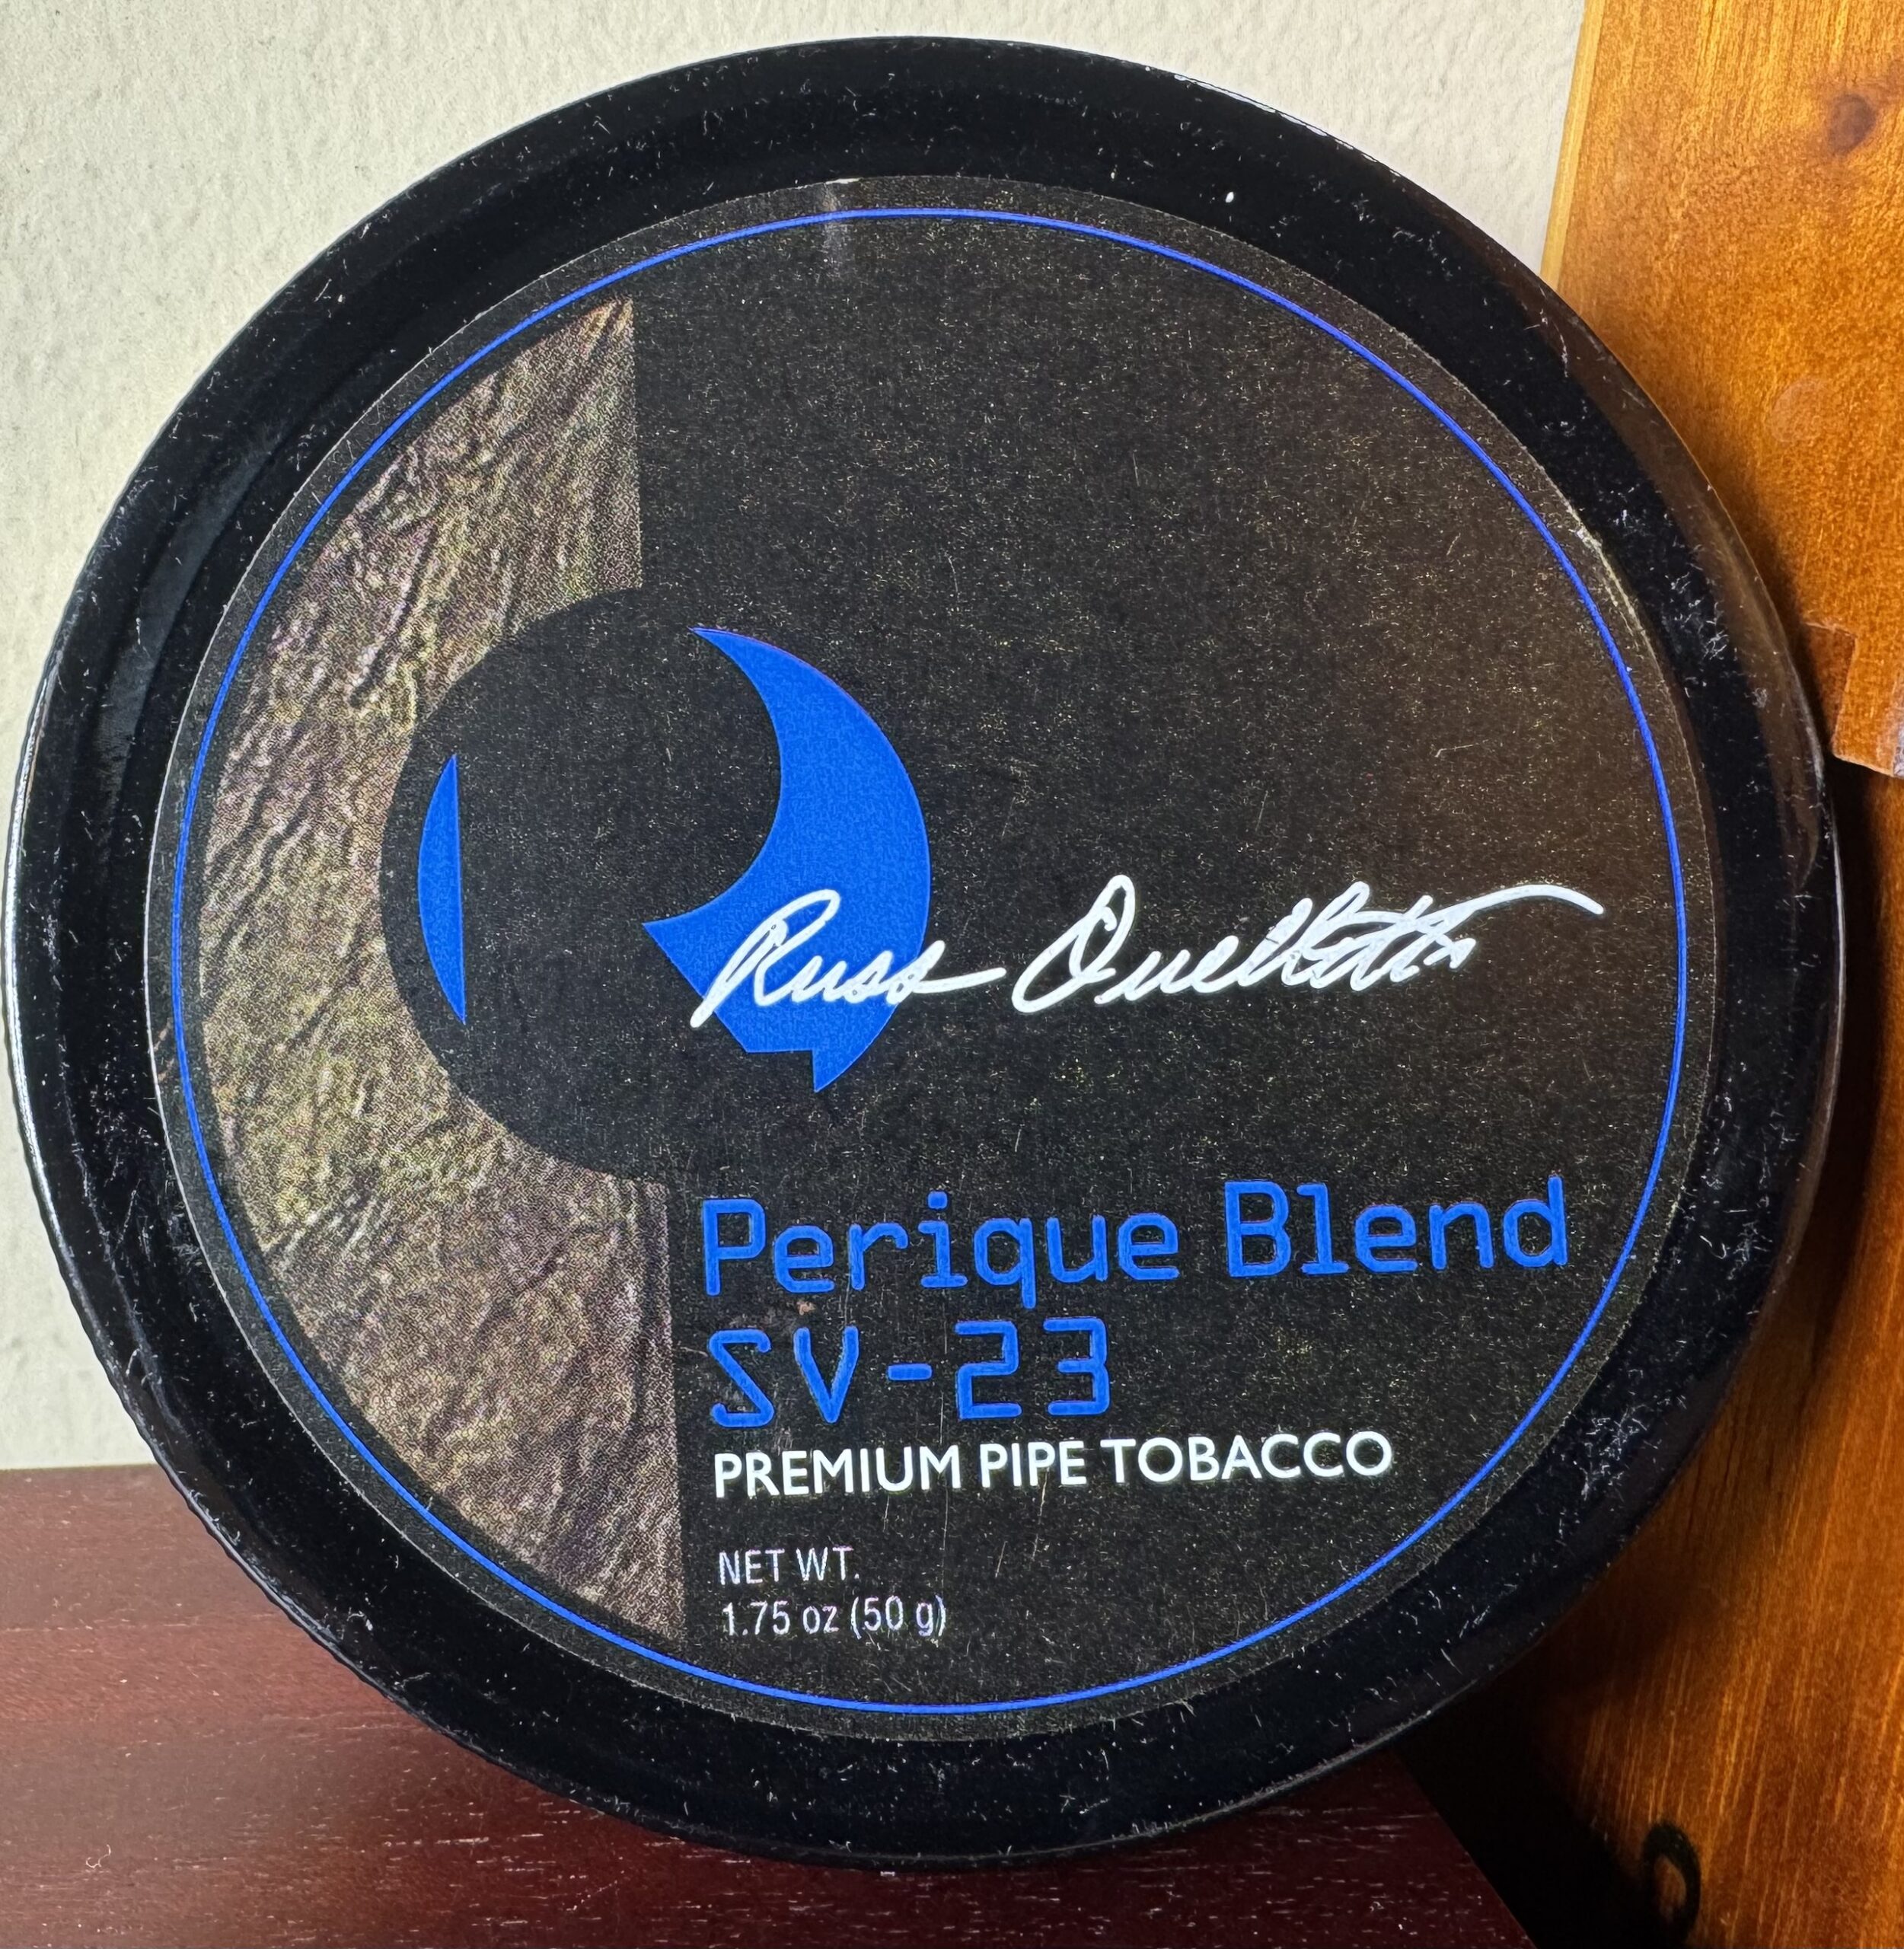 Russ Ouellette
Perique Blend
SV-23
PREMIUM PIPE TOBACCO
NET WT.
1.75 oz (50 g)